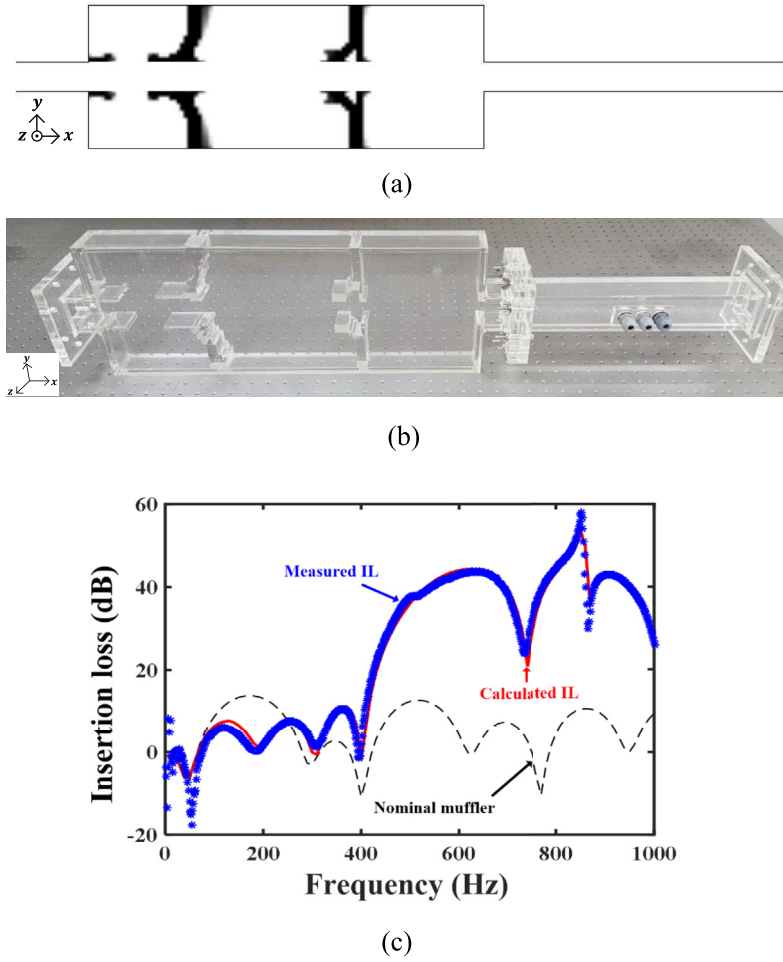 y
z x
(a)
y
z x
(b)
Insertion loss (dB)
60
40
20
0
-20
Measured IL
Calculated IL
Nominal muffler
0 200 400 600 800 1000
Frequency (Hz)
(c)